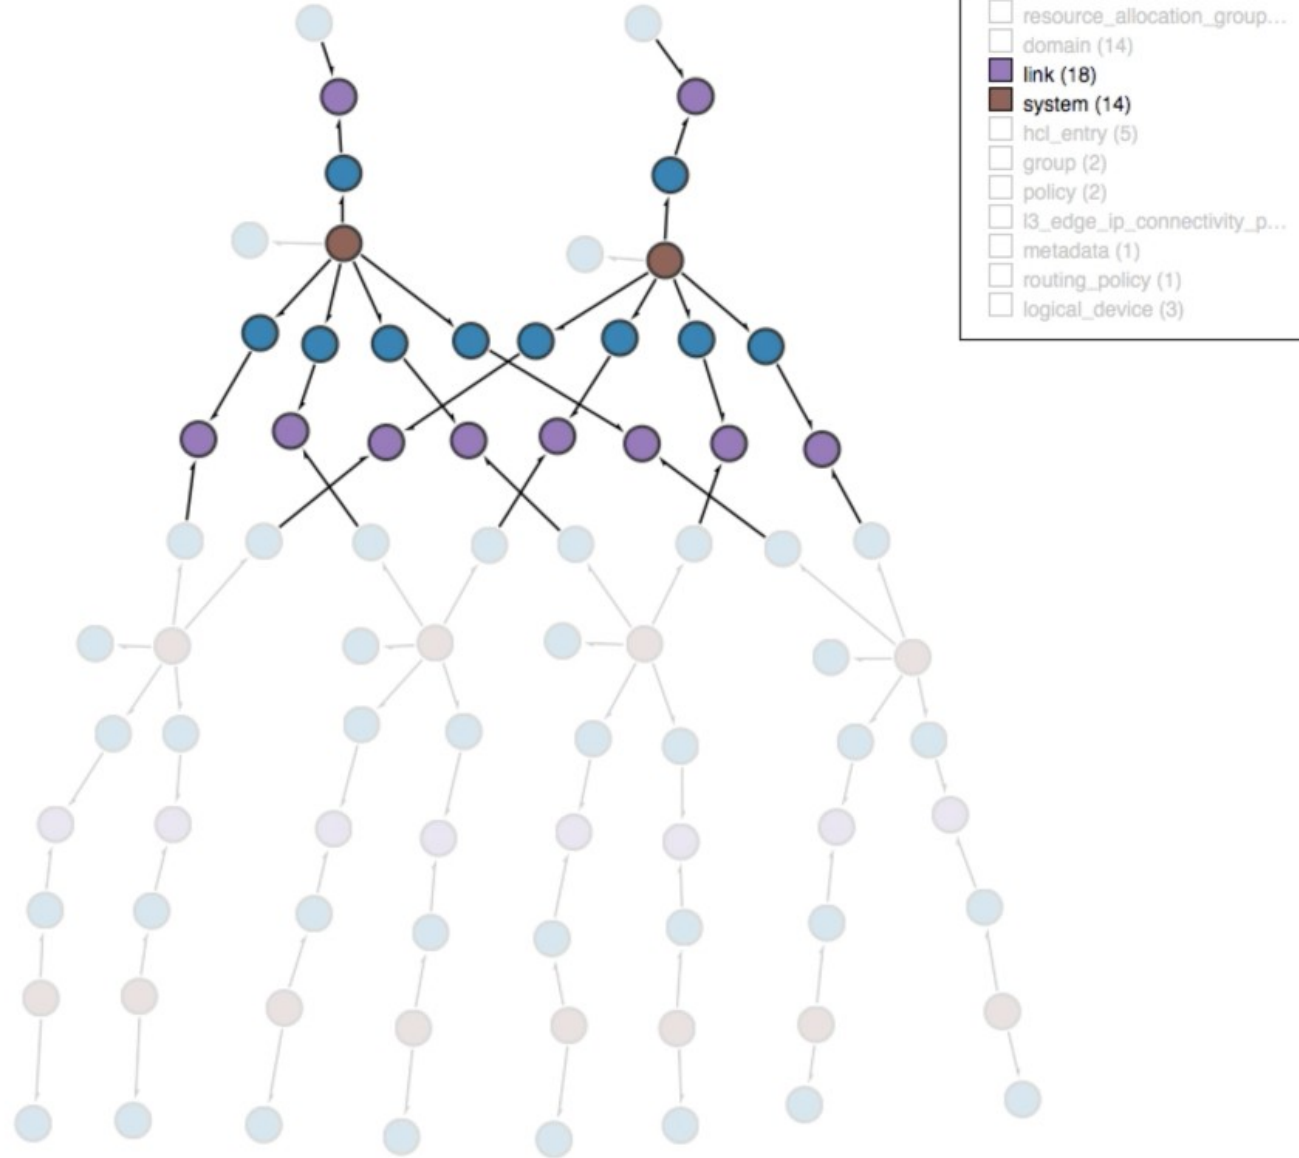 resource_allocation_group...
domain (14)
link (18)
system (14)
hcl_entry (5)
group (2)
policy (2)
l3_edge_ip_connectivity_p...
metadata (1)
routing_policy (1)
logical_device (3)